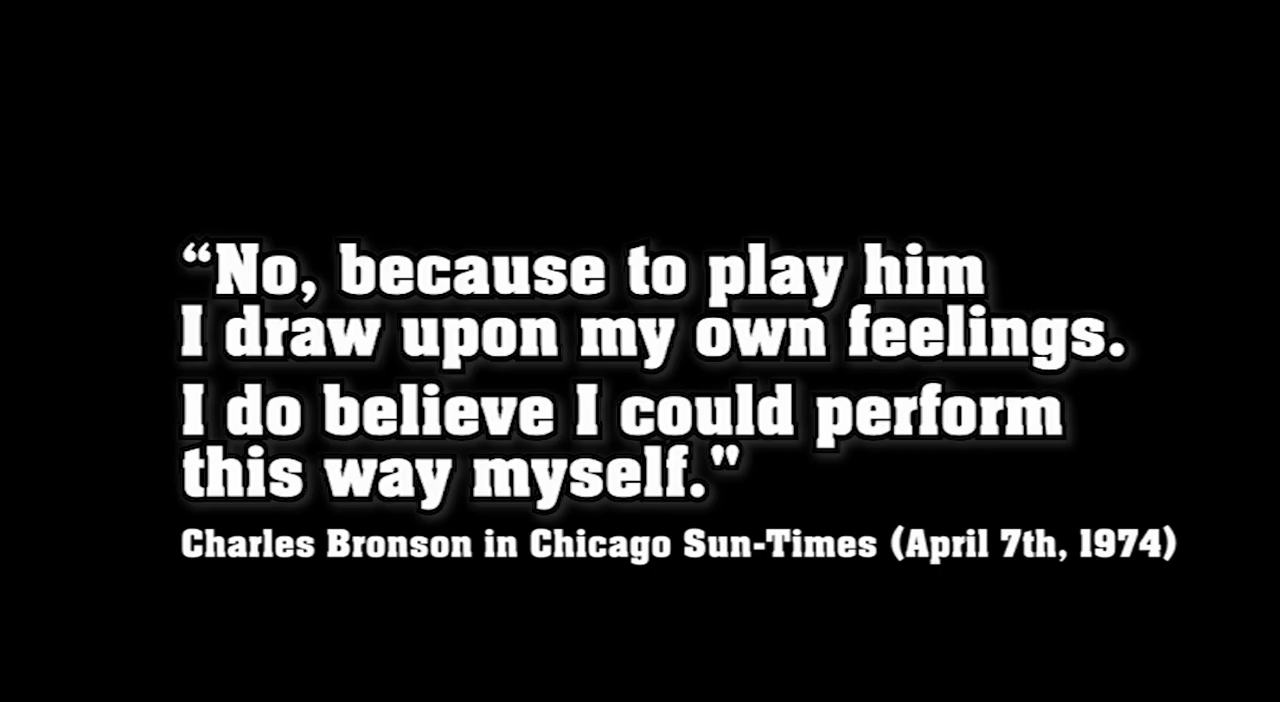 “No, because to play him
I draw upon my own feelings.
I do believe I could perform
this way myself."
Charles Bronson in Chicago Sun-Times (April 7th, 1974)